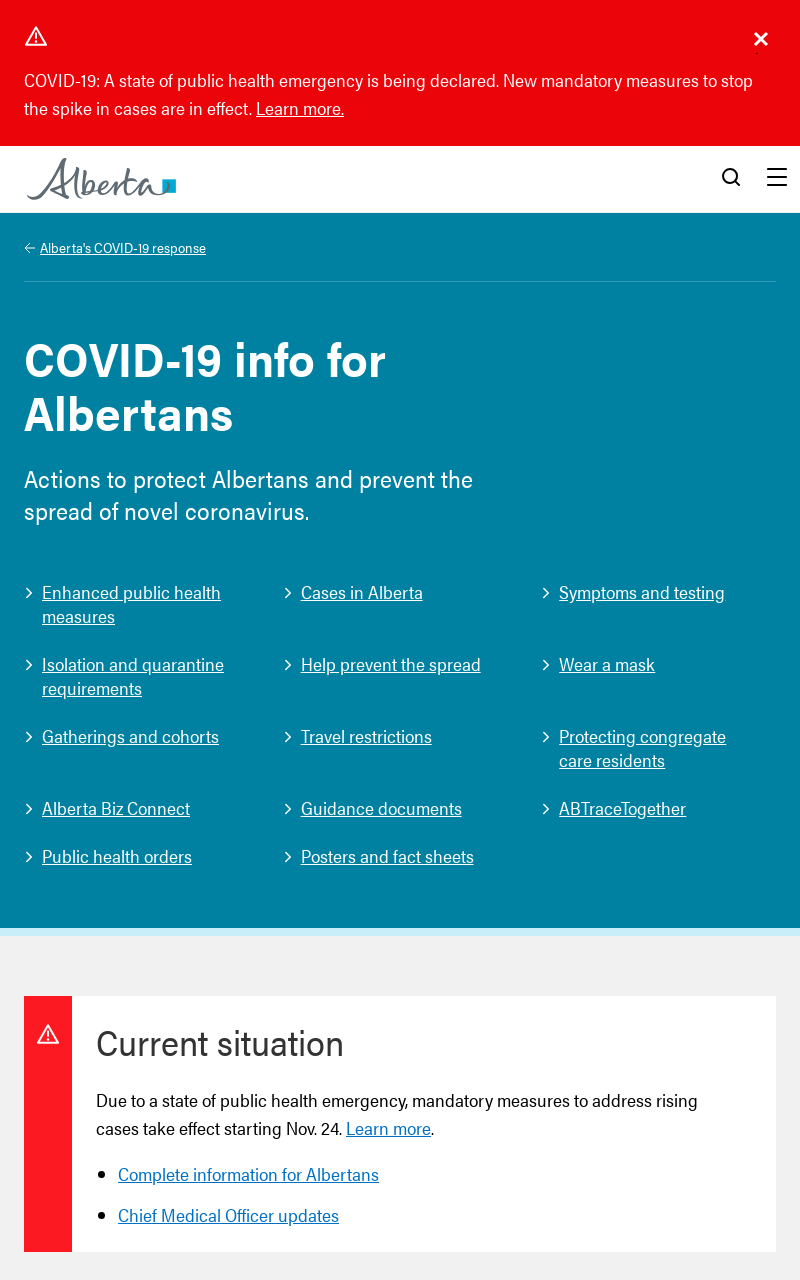 COVID-19: A state of public health emergency is being declared. New mandatory measures to stop
the spike in cases are in effect. Learn more.
Alberta
Alberta's COVID-19 response
COVID-19 info for
Albertans
Actions to protect Albertans and prevent the
spread of novel coronavirus.
Enhanced public health
measures
Cases in Alberta
Symptoms and testing
Isolation and quarantine
requirements
Help prevent the spread
Wear a mask
Gatherings and cohorts
Travel restrictions
Protecting congregate
care residents
Alberta Biz Connect
Guidance documents
ABTraceTogether
Public health orders
Posters and fact sheets
Current situation
Due to a state of public health emergency, mandatory measures to address rising
cases take effect starting Nov. 24. Learn more.
Complete information for Albertans
Chief Medical Officer updates